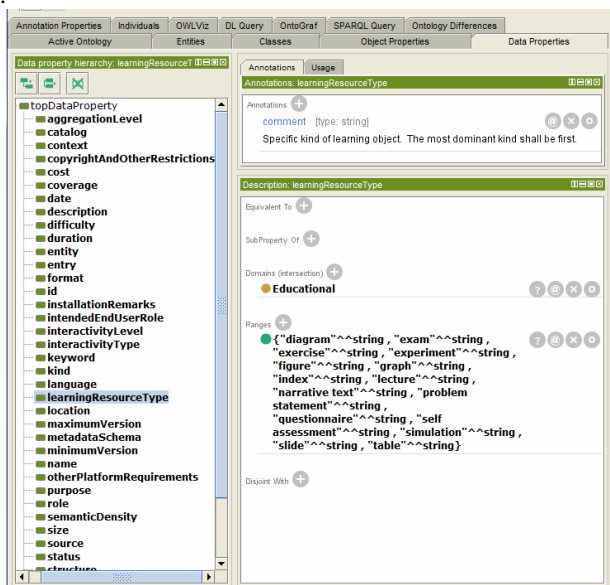 Annotation Properties Individuals OWLViz DL Query OntoGraf SPARQL Query Ontology Differences
Active Ontology Entities Classes Object Properties Data Properties
Data property hierarchy: learningResourceT
topDataProperty
aggregationLevel
catalog
context
copyrightAndOtherRestrictions
cost
coverage
date
description
difficulty
duration
entity
entry
format
id
installationRemarks
intendedEndUserRole
interactivityLevel
interactivityType
keyword
kind
language
learningResourceType
location
maximumVersion
metadataSchema
minimumVersion
name
otherPlatformRequirements
purpose
role
semanticDensity
size
source
status
structure
Annotations Usage
Annotations: learningResourceType
Annotations
comment [type: string]
Specific kind of learning object. The most dominant kind shall be first.
Description: learningResourceType
Equivalent To
SubProperty Of
Domains (intersection)
Educational
Ranges
{"diagram"^^string , "exam"^^string ,
"exercise"^^string , "experiment"^^string ,
"figure"^^string , "graph"^^string ,
"index"^^string , "lecture"^^string ,
"narrative text"^^string , "problem
statement"^^string ,
"questionnaire"^^string , "self
assessment"^^string , "simulation"^^string ,
"slide"^^string , "table"^^string}
Disjoint With